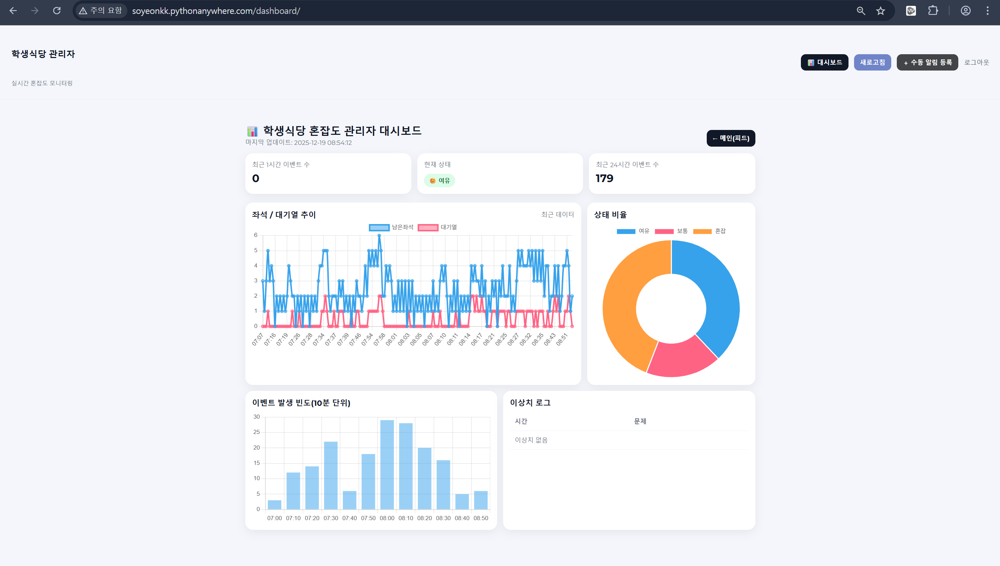 주의 요함
soyeonkk.pythonanywhere.com/dashboard/
학생식당 관리자
📊 대시보드
새로고침
+ 수동 알림 등록
로그아웃
실시간 혼잡도 모니터링
📊 학생식당 혼잡도 관리자 대시보드
마지막 업데이트: 2025-12-19 08:54:12
← 메인(피드)
최근 1시간 이벤트 수
0
현재 상태
😊 여유
최근 24시간 이벤트 수
179
좌석 / 대기열 추이
최근 데이터
남은좌석 대기열
6
5
4
3
2
1
0
07:07 07:16 07:19 07:26 07:28 07:34 07:37 07:39 07:46 07:54 07:58 08:01 08:03 08:05 08:07 08:10 08:11 08:14 08:17 08:21 08:25 08:27 08:32 08:35 08:43 08:51
상태 비율
여유 보통 혼잡
이벤트 발생 빈도(10분 단위)
30
25
20
15
10
5
0
07:00 07:10 07:20 07:30 07:40 07:50 08:00 08:10 08:20 08:30 08:40 08:50
이상치 로그
시간 문제
이상치 없음